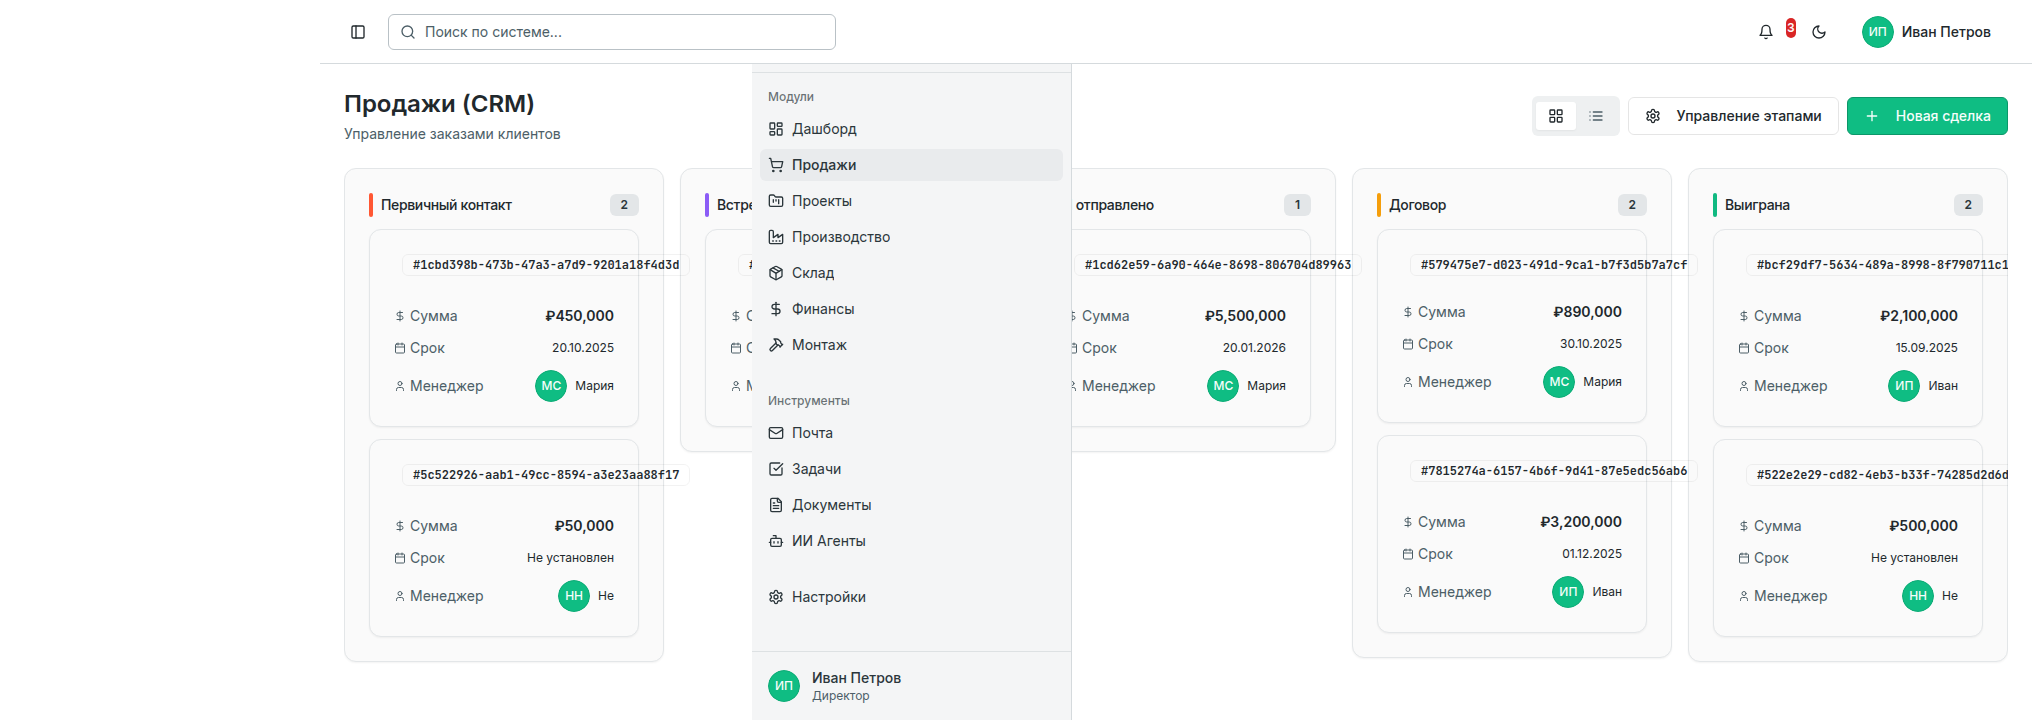 Поиск по системе...
3
ИП
Иван Петров
Продажи (CRM)
Управление заказами клиентов
Управление этапами
Новая сделка
Первичный контакт
2
#1cbd398b-473b-47a3-a7d9-9201a18f4d3d
Сумма
₽450,000
Срок
20.10.2025
Менеджер
МС
Мария
#5c522926-aab1-49cc-8594-a3e23aa88f17
Сумма
₽50,000
Срок
Не установлен
Менеджер
НН
Не
Встре
#
Модули
Дашборд
Продажи
Проекты
Производство
Склад
Финансы
Монтаж
Инструменты
Почта
Задачи
Документы
ИИ Агенты
Настройки
ИП
Иван Петров
Директор
отправлено
1
#1cd62e59-6a90-464e-8698-806704d89963
Сумма
₽5,500,000
Срок
20.01.2026
Менеджер
МС
Мария
Договор
2
#579475e7-d023-491d-9ca1-b7f3d5b7a7cf
Сумма
₽890,000
Срок
30.10.2025
Менеджер
МС
Мария
#7815274a-6157-4b6f-9d41-87e5edc56ab6
Сумма
₽3,200,000
Срок
01.12.2025
Менеджер
ИП
Иван
Выиграна
2
#bcf29df7-5634-489a-8998-8f790711c1
Сумма
₽2,100,000
Срок
15.09.2025
Менеджер
ИП
Иван
#522e2e29-cd82-4eb3-b33f-74285d2d6d
Сумма
₽500,000
Срок
Не установлен
Менеджер
НН
Не